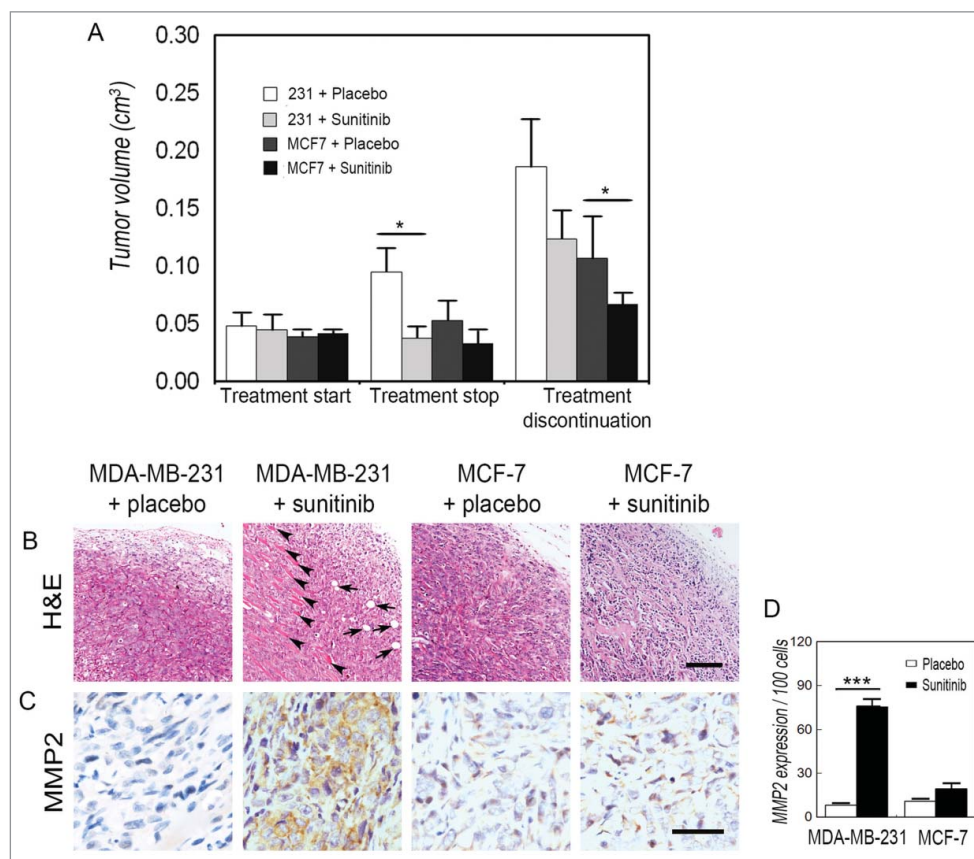 A
Tumor volume (cm³)
0.30
0.25
0.20
0.15
0.10
0.05
0.00
231 + Placebo
231 + Sunitinib
MCF7 + Placebo
MCF7 + Sunitinib
*
*
Treatment start
Treatment stop
Treatment
discontinuation
MDA-MB-231
+ placebo
MDA-MB-231
+ sunitinib
MCF-7
+ placebo
MCF-7
+ sunitinib
B
H&E
C
MMP2
D
MMP2 expression / 100 cells
120
90
60
30
0
Placebo
Sunitinib
***
MDA-MB-231
MCF-7